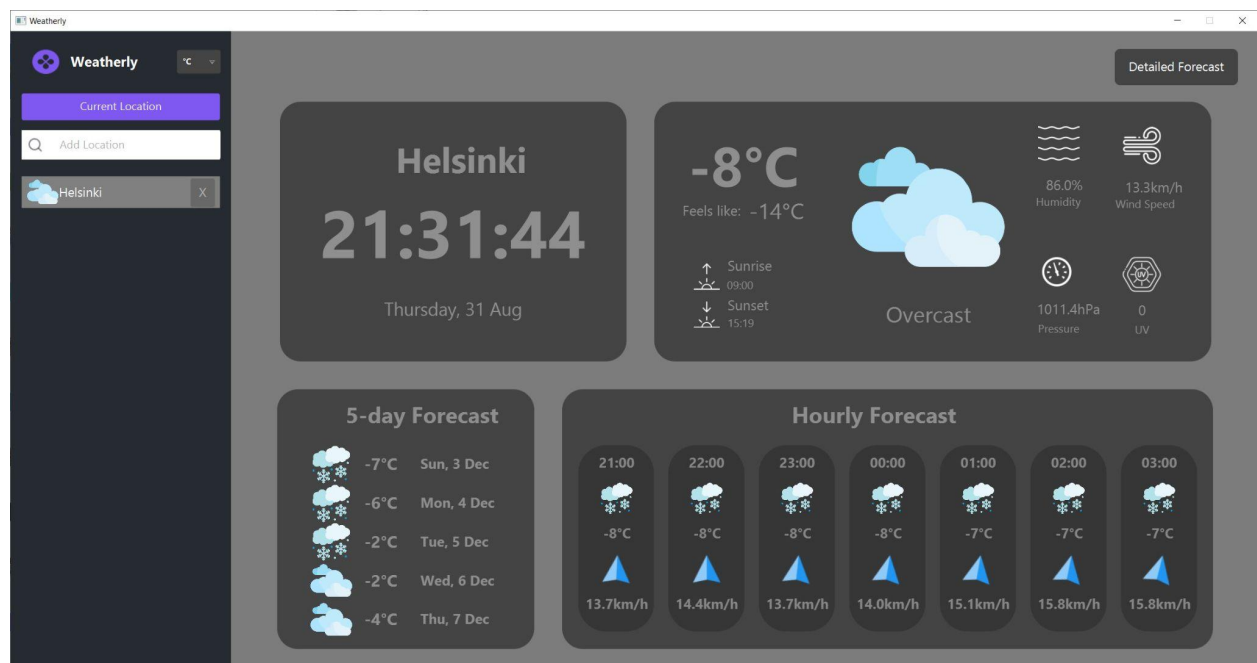 Weatherly
Weatherly
°C
Detailed Forecast
Current Location
Add Location
Helsinki
X
Helsinki
21:31:44
Thursday, 31 Aug
-8°C
Feels like: -14°C
Sunrise
09:00
Sunset
15:19
Overcast
86.0%
Humidity
13.3km/h
Wind Speed
1011.4hPa
Pressure
UV
0
UV
5-day Forecast
-7°C Sun, 3 Dec
-6°C Mon, 4 Dec
-2°C Tue, 5 Dec
-2°C Wed, 6 Dec
-4°C Thu, 7 Dec
Hourly Forecast
21:00 22:00 23:00 00:00 01:00 02:00 03:00
-8°C -8°C -8°C -8°C -7°C -7°C -7°C
13.7km/h 14.4km/h 13.7km/h 14.0km/h 15.1km/h 15.8km/h 15.8km/h